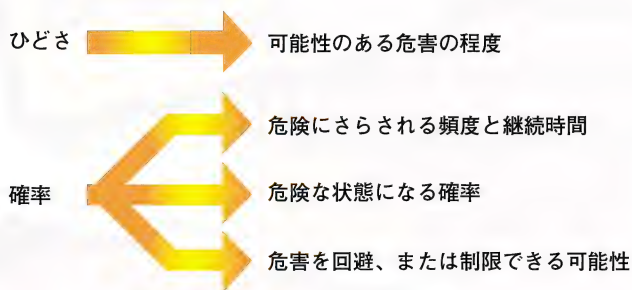 ひどさ
可能性のある危害の程度
危険にさらされる頻度と継続時間
確率
危険な状態になる確率
危害を回避、または制限できる可能性